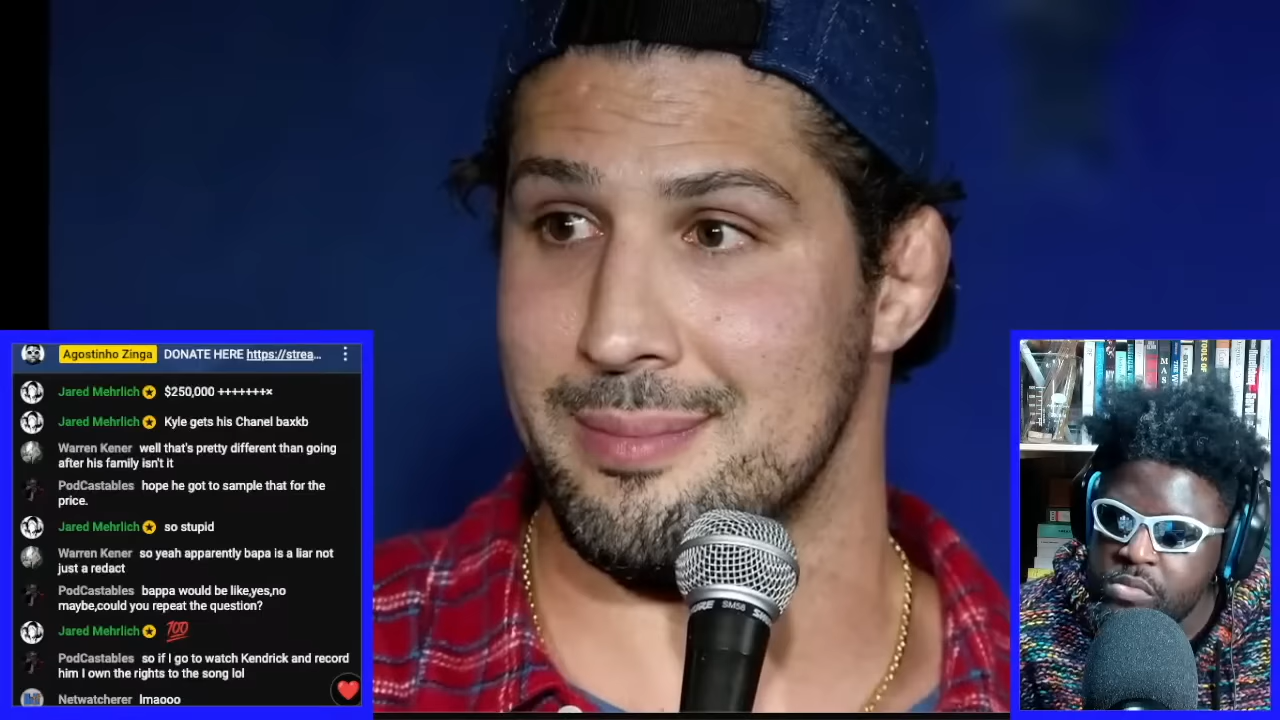 Agostinho Zinga DONATE HERE https://strea...
Jared Mehrlich $250,000 +++++++×
Jared Mehrlich Kyle gets his Chanel baxkb
Warren Kener well that's pretty different than going
after his family isn't it
PodCastables hope he got to sample that for the
price.
Jared Mehrlich so stupid
Warren Kener so yeah apparently bapa is a liar not
just a redact
PodCastables bappa would be like,yes,no
maybe,could you repeat the question?
Jared Mehrlich 💯
PodCastables so if I go to watch Kendrick and record
him I own the rights to the song lol
Netwatcherer lmaooo
SM58
TOOLS OF